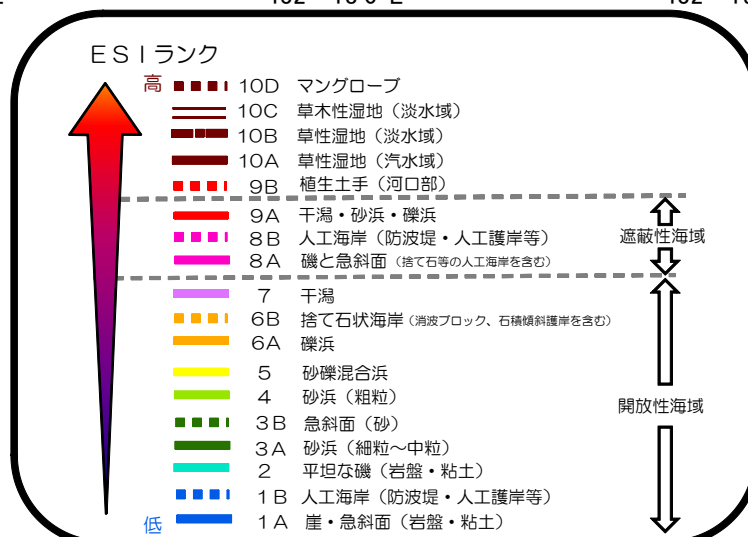 ESIランク
高
10D マングローブ
10C 草木性湿地（淡水域）
10B 草性湿地（淡水域）
10A 草性湿地（汽水域）
9B 植生土手（河口部）
9A 干潟・砂浜・礫浜
8B 人工海岸（防波堤・人工護岸等）
8A 磯と急斜面（捨て石等の人工海岸を含む）
遮蔽性海域
7 干潟
6B 捨て石状海岸（消波ブロック、石積傾斜護岸を含む）
6A 礫浜
5 砂礫混合浜
4 砂浜（粗粒）
3B 急斜面（砂）
3A 砂浜（細粒～中粒）
2 平坦な磯（岩盤・粘土）
1B 人工海岸（防波堤・人工護岸等）
1A 崖・急斜面（岩盤・粘土）
開放性海域
低